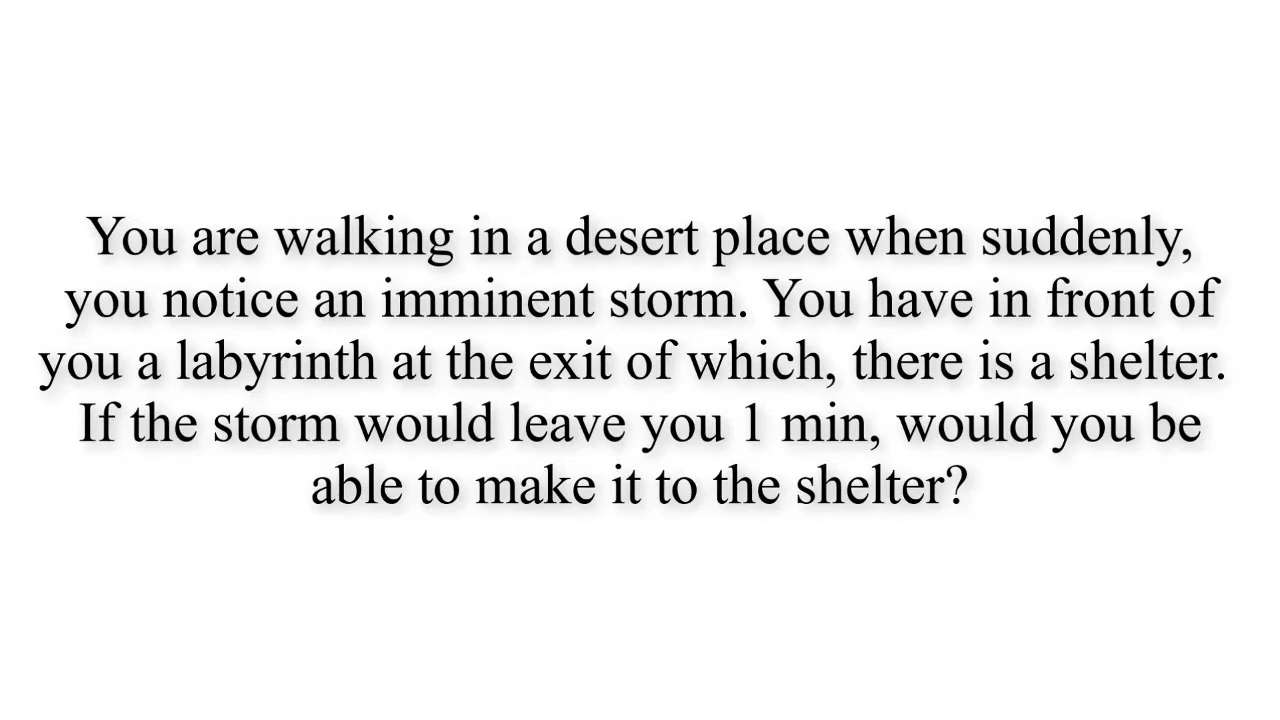 You are walking in a desert place when suddenly,
you notice an imminent storm. You have in front of
you a labyrinth at the exit of which, there is a shelter.
If the storm would leave you 1 min, would you be
able to make it to the shelter?